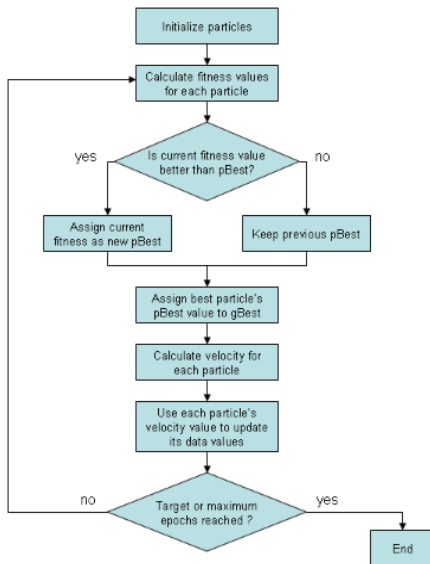 Initialize particles
Calculate fitness values
for each particle
Is current fitness value
better than pBest?
yes
no
Assign current
fitness as new pBest
Keep previous pBest
Assign best particle's
pBest value to gBest
Calculate velocity for
each particle
Use each particle's
velocity value to update
its data values
no
Target or maximum
epochs reached ?
yes
End